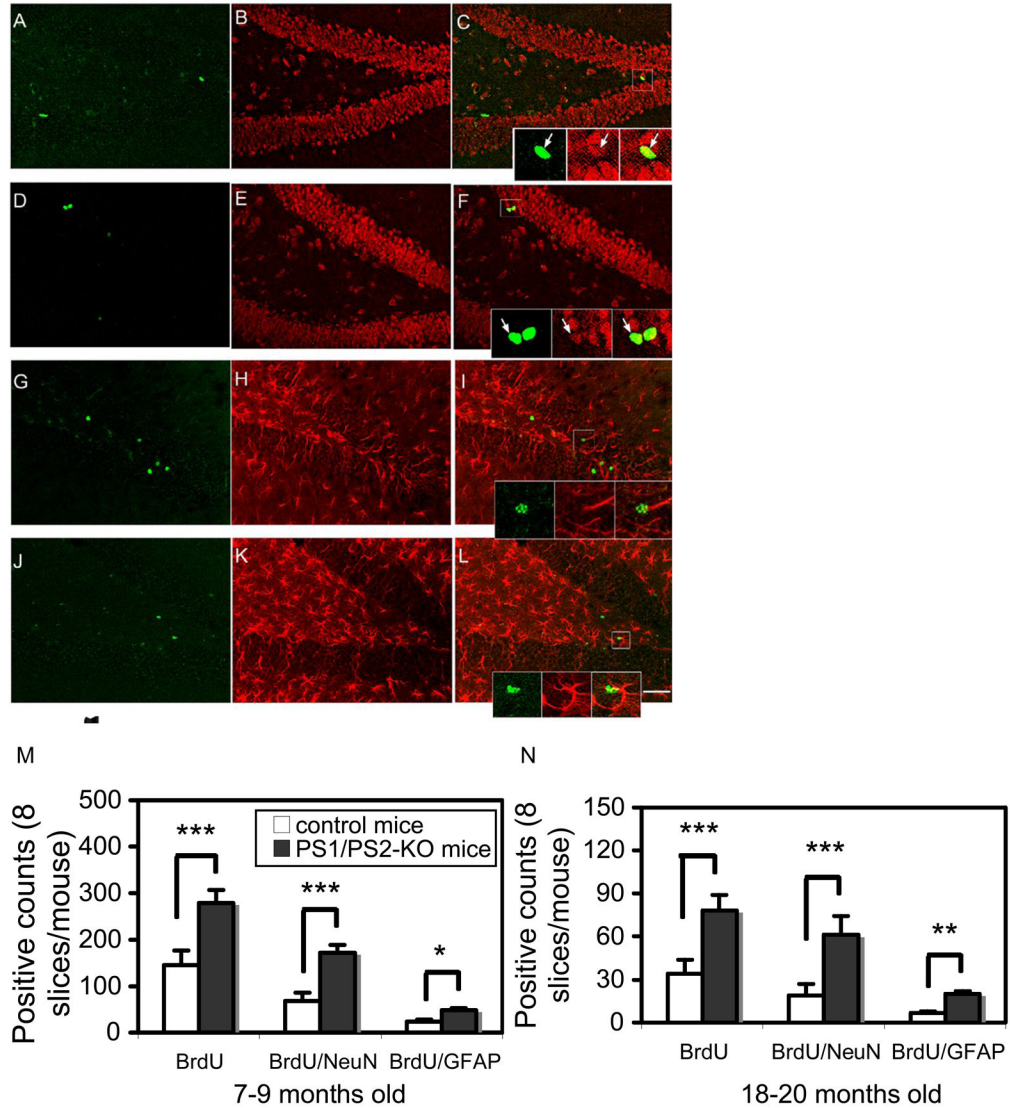 A B C
D E F
G H I
J K L
M N
Positive counts (8
slices/mouse)
500
400
300
200
100
0
control mice
PS1/PS2-KO mice
***
***
*
BrdU BrdU/NeuN BrdU/GFAP
7-9 months old
Positive counts (8
slices/mouse)
150
120
90
60
30
0
***
***
**
BrdU BrdU/NeuN BrdU/GFAP
18-20 months old